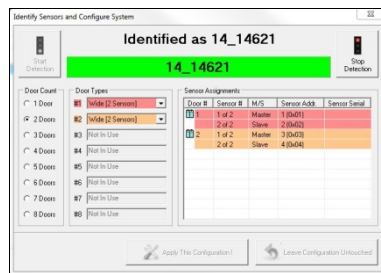 Identify Sensors and Configure System
Identified as 14_14621
14_14621
Start Detection
Stop Detection
Door Count
Door Types
Sensor Assignments
1 Door
#1 Wide [2 Sensors]
2 Doors
#2 Wide [2 Sensors]
3 Doors
#3 Not In Use
4 Doors
#4 Not In Use
5 Doors
#5 Not In Use
6 Doors
#6 Not In Use
7 Doors
#7 Not In Use
8 Doors
#8 Not In Use
Door # Sensor # M/S Sensor Addr. Sensor Serial
1 1 of 2 Master 1 (0x01)
2 of 2 Slave 2 (0x02)
2 1 of 2 Master 3 (0x03)
2 of 2 Slave 4 (0x04)
Apply This Configuration!
Leave Configuration Untouched